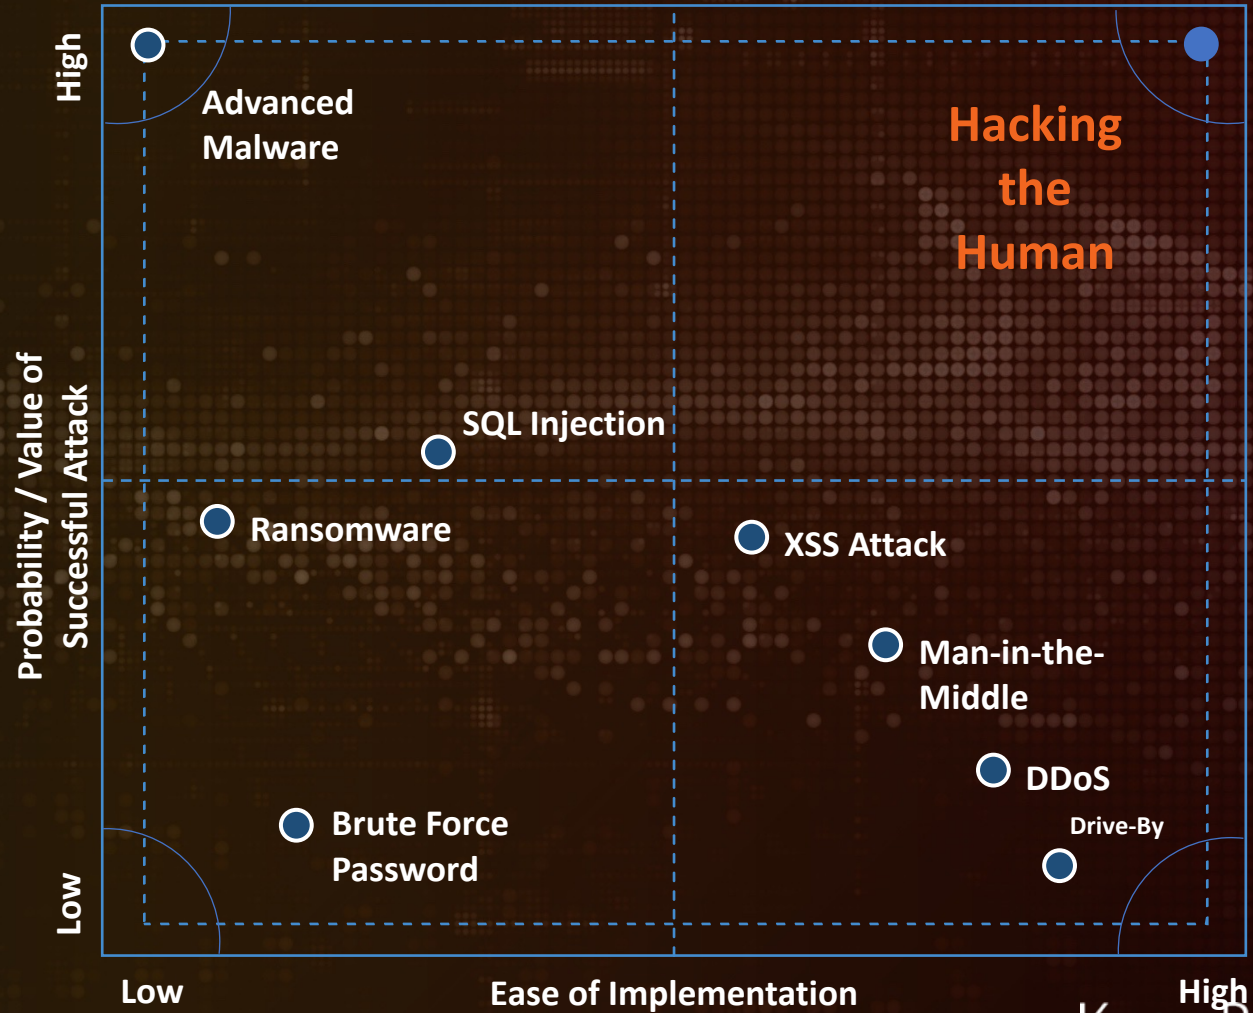 High
Advanced
Malware
Hacking
the
Human
Probability / Value of
Successful Attack
SQL Injection
Ransomware
XSS Attack
Man-in-the-
Middle
DDoS
Drive-By
Brute Force
Password
Low
Low
Ease of Implementation
High